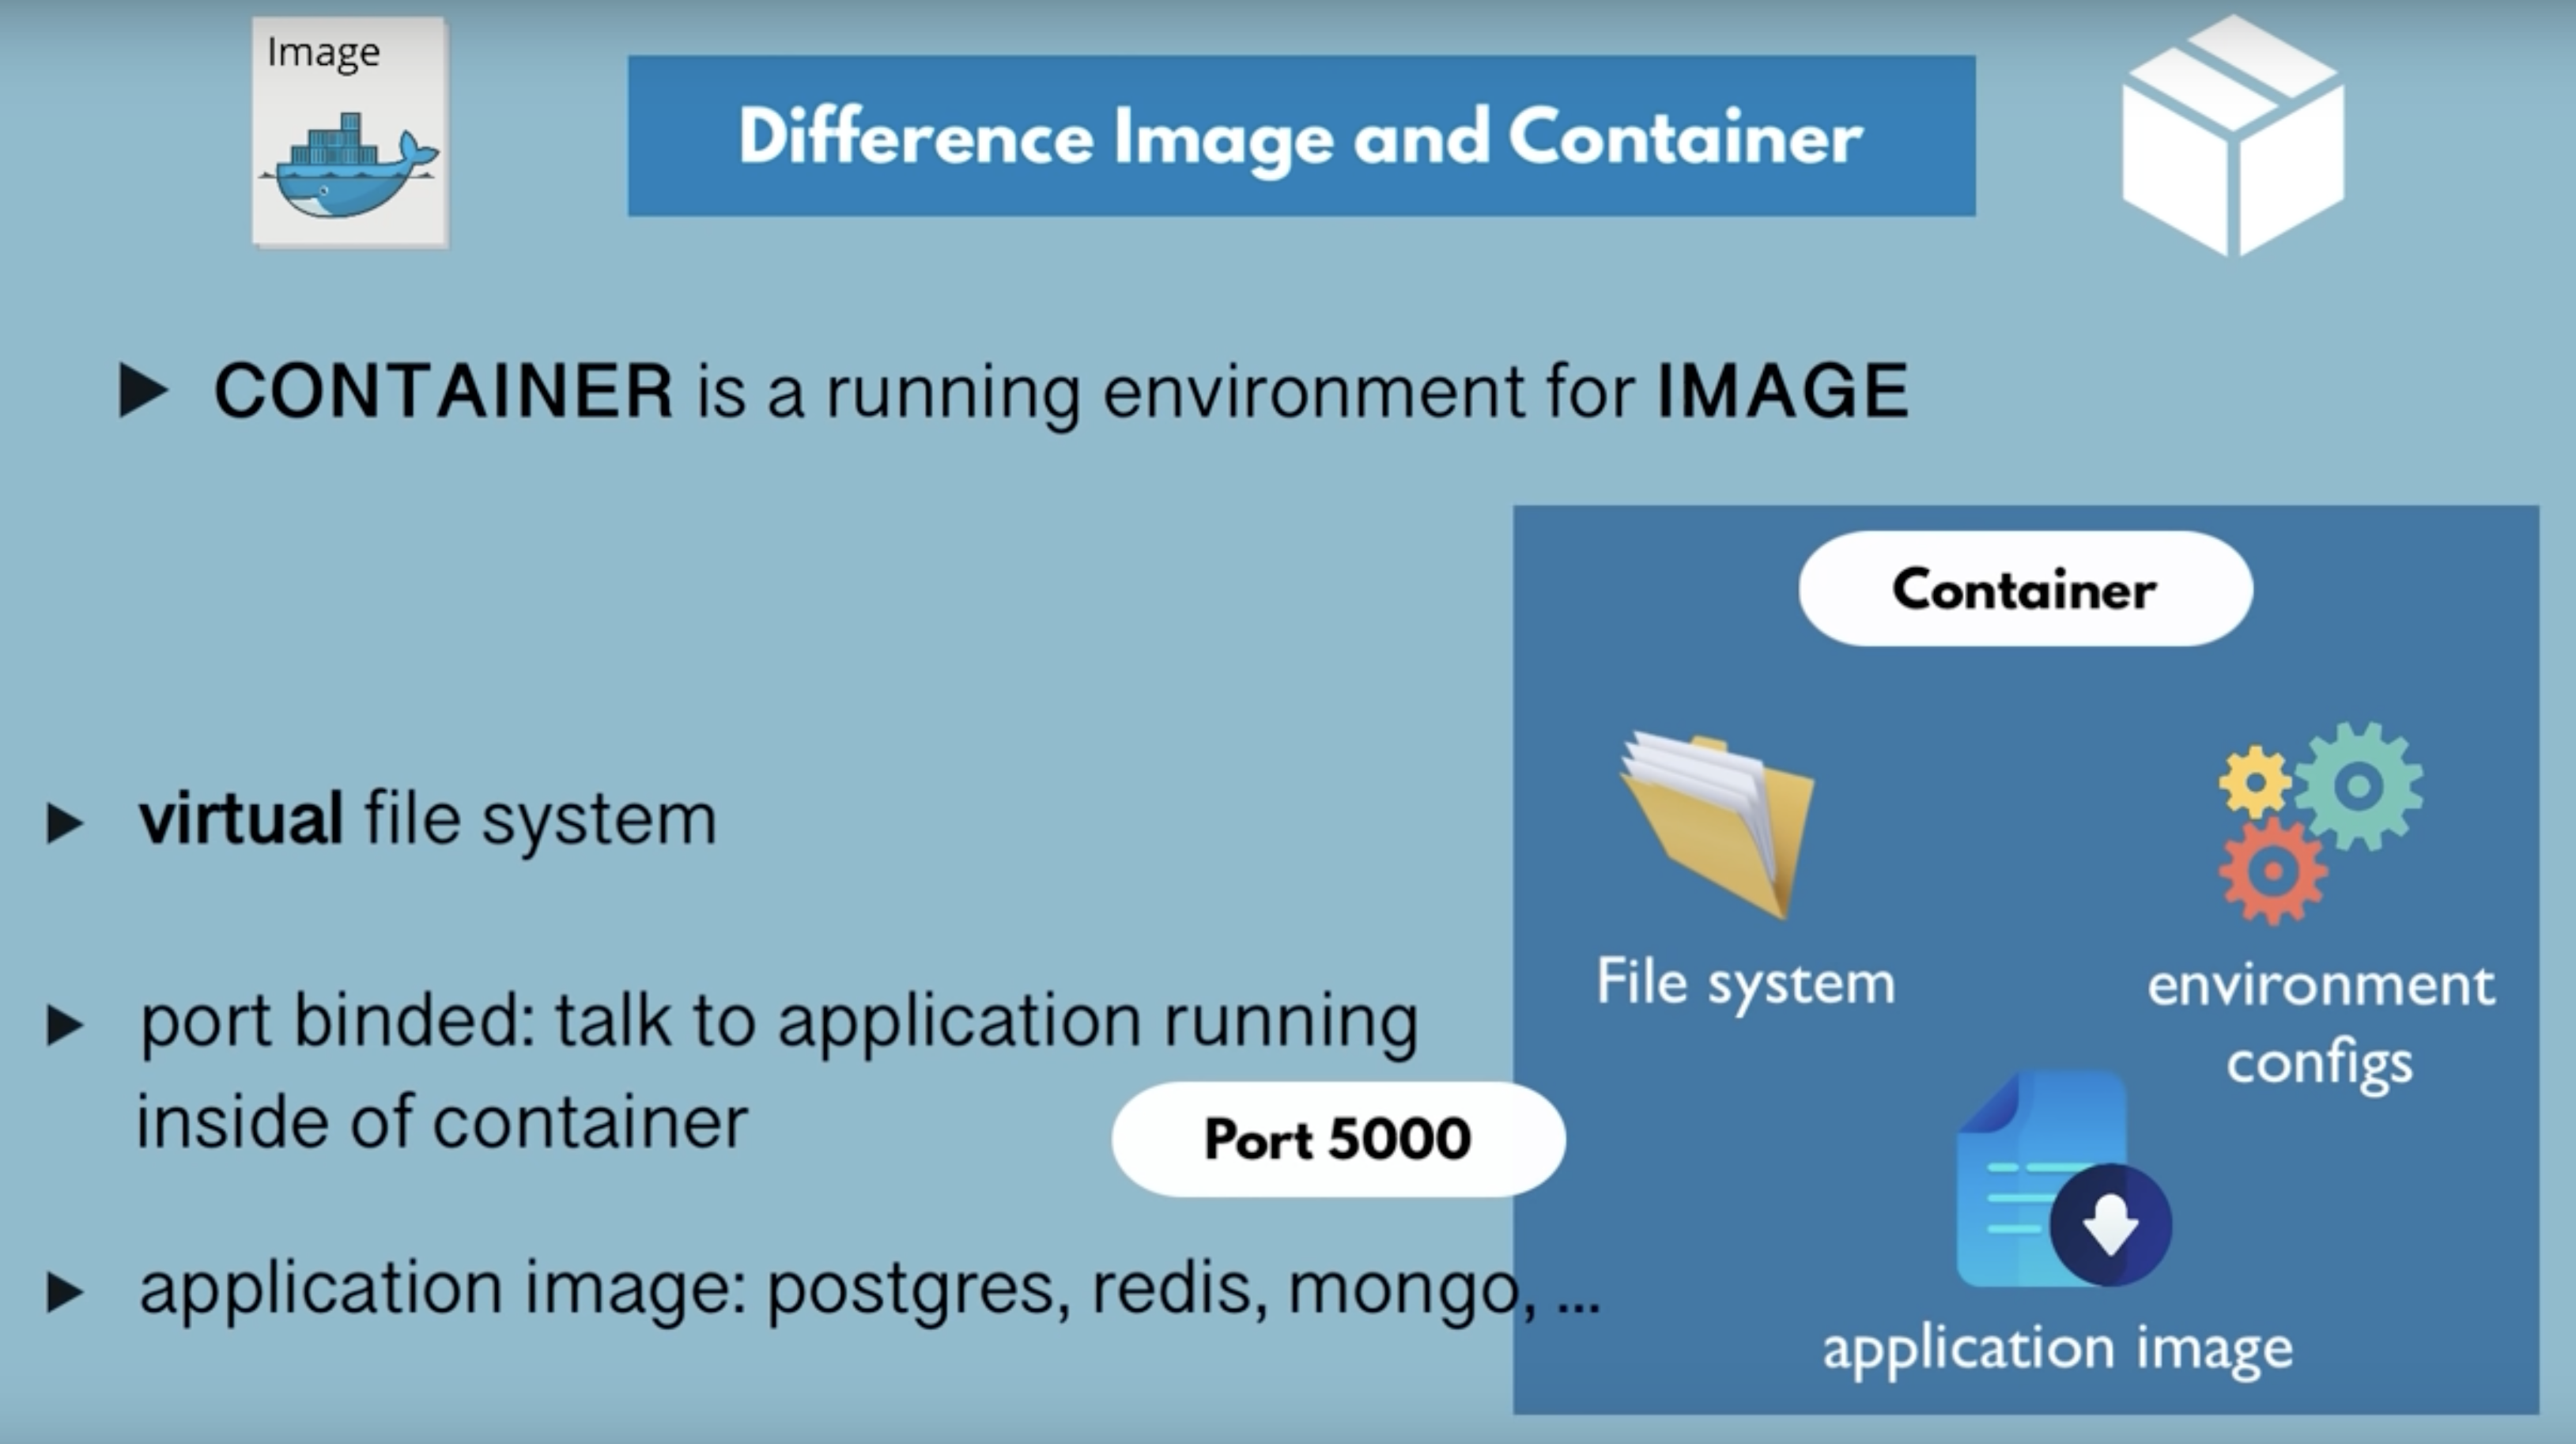 Image
Difference Image and Container
CONTAINER is a running environment for IMAGE
Container
virtual file system
File system
environment
configs
port binded: talk to application running
inside of container
Port 5000
application image: postgres, redis, mongo, ...
application image